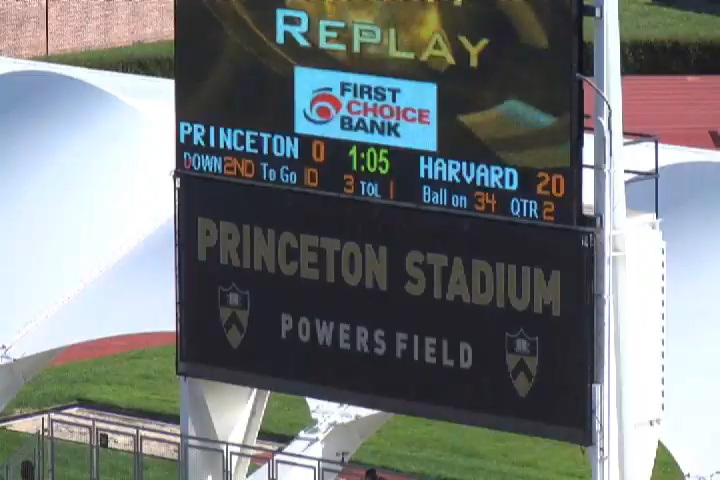 REPLAY
FIRST
CHOICE
BANK
PRINCETON 0 1:05 HARVARD 20
DOWN 2ND To Go 10 3 TOL 1 Ball on 34 QTR 2
PRINCETON STADIUM
POWERS FIELD